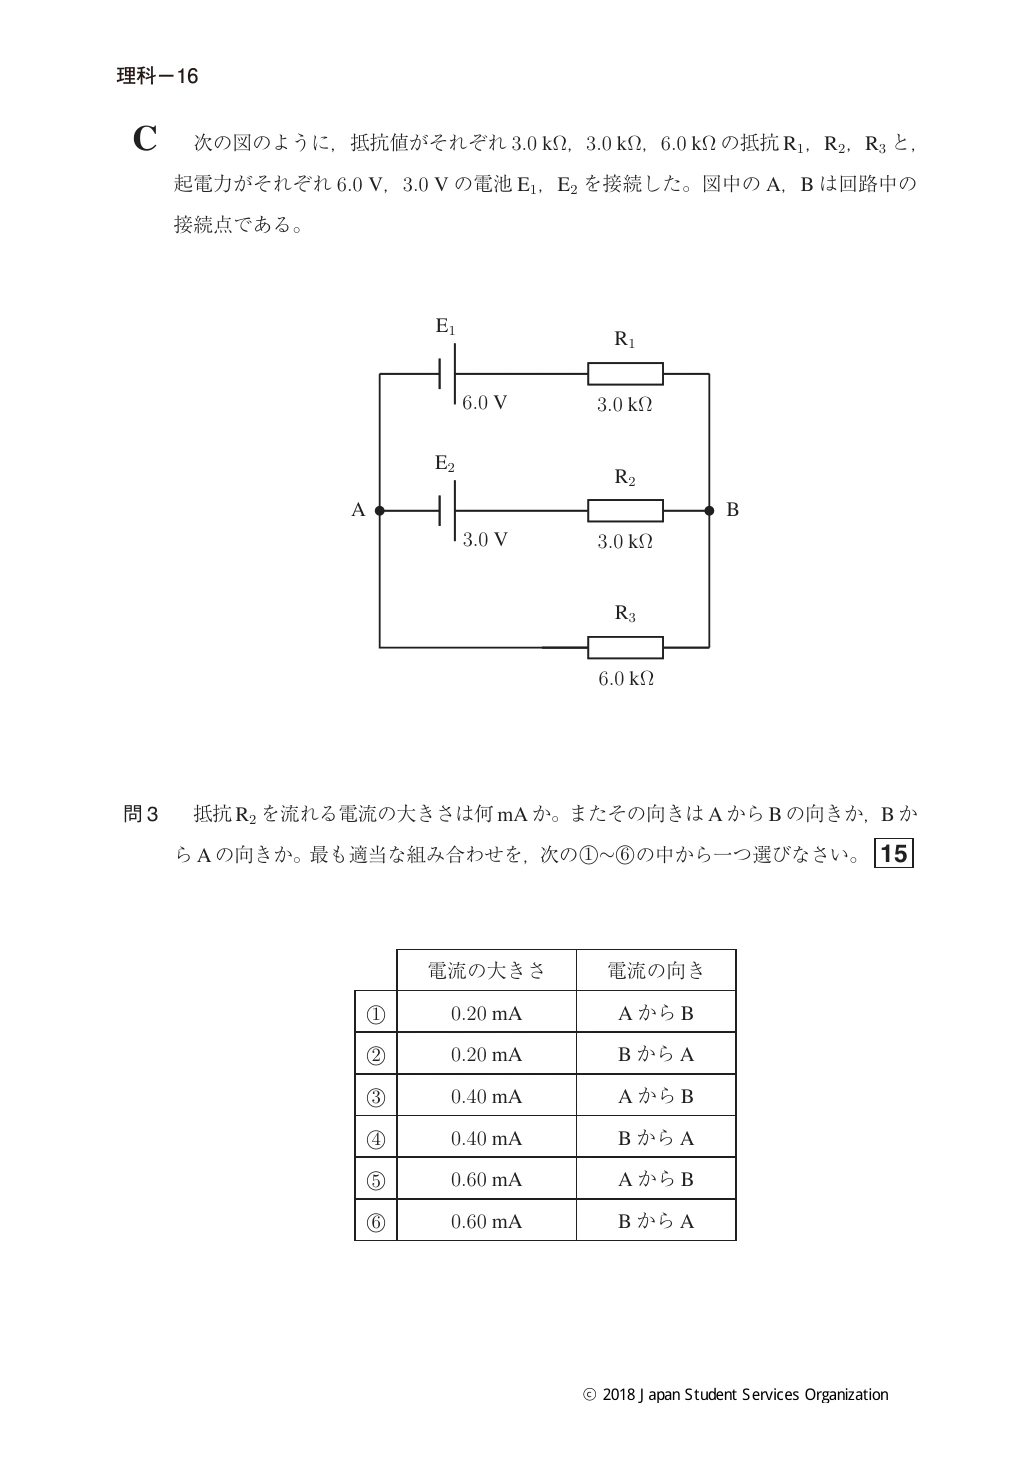 理科－16
C 次の図のように，抵抗値がそれぞれ 3.0 kΩ，3.0 kΩ，6.0 kΩ の抵抗 R₁，R₂，R₃ と，
起電力がそれぞれ 6.0 V，3.0 V の電池 E₁，E₂ を接続した。図中の A，B は回路中の
接続点である。
E₁
R₁
6.0 V
3.0 kΩ
E₂
R₂
A
B
3.0 V
3.0 kΩ
R₃
6.0 kΩ
問3 抵抗 R₂ を流れる電流の大きさは何 mA か。またその向きは A から B の向きか，B か
ら A の向きか。最も適当な組み合わせを，次の①～⑥の中から一つ選びなさい。 15
電流の大きさ 電流の向き
① 0.20 mA A から B
② 0.20 mA B から A
③ 0.40 mA A から B
④ 0.40 mA B から A
⑤ 0.60 mA A から B
⑥ 0.60 mA B から A
© 2018 Japan Student Services Organization